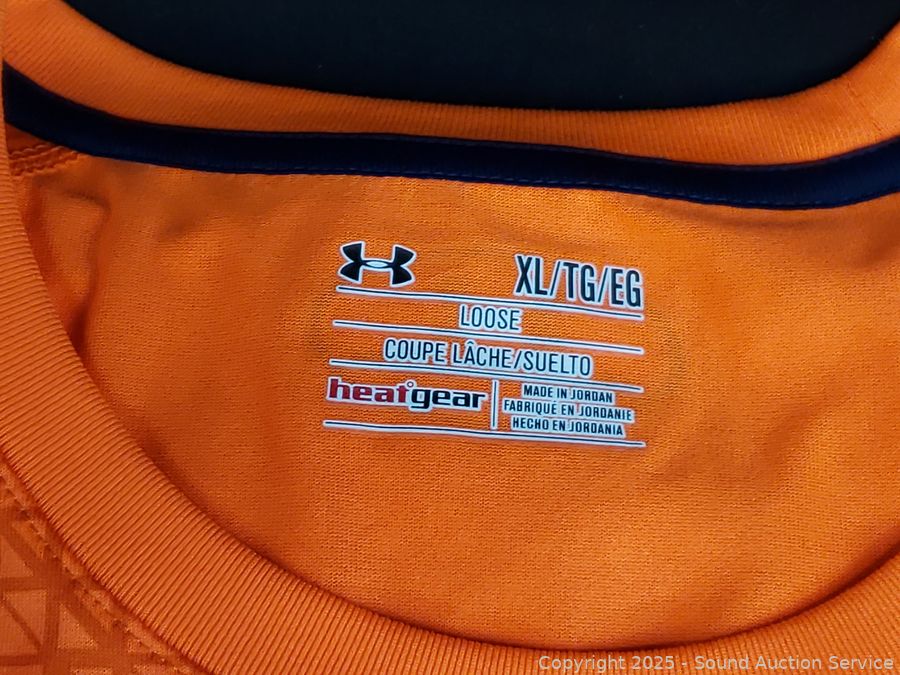 XL/TG/EG
LOOSE
COUPE LÂCHE/SUELTO
heatgear
MADE IN JORDAN
FABRIQUÉ EN JORDANIE
HECHO EN JORDANIA
Copyright 2025 - Sound Auction Service